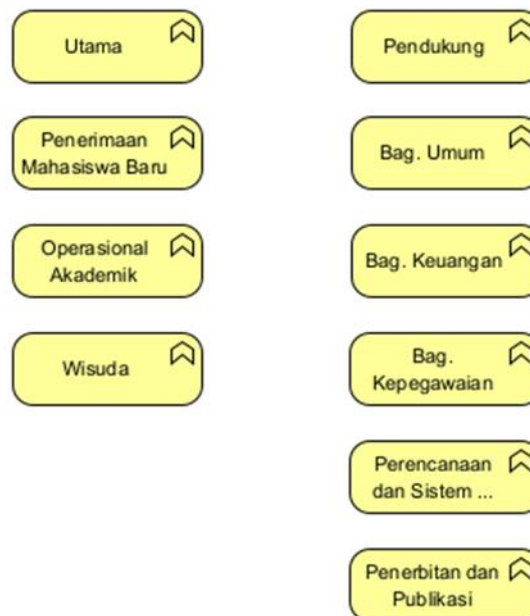 Utama
Penerimaan
Mahasiswa Baru
Operasional
Akademik
Wisuda
Pendukung
Bag. Umum
Bag. Keuangan
Bag.
Kepegawaian
Perencanaan
dan Sistem ...
Penerbitan dan
Publikasi